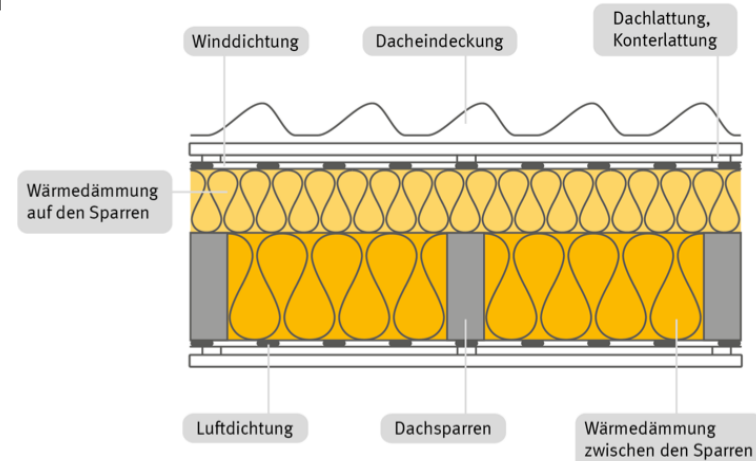 Winddichtung
Dacheindeckung
Dachlattung,
Konterlattung
Wärmedämmung
auf den Sparren
Luftdichtung
Dachsparren
Wärmedämmung
zwischen den Sparren